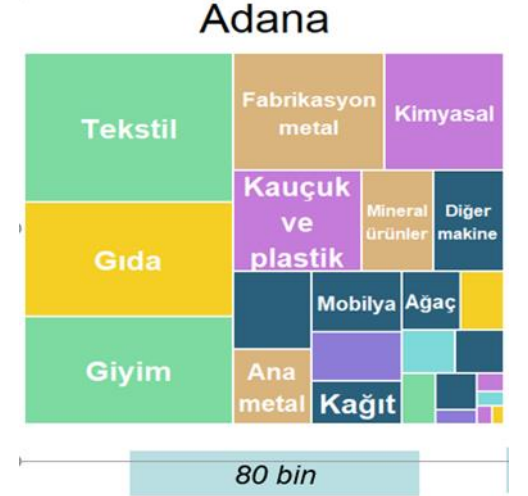 Adana
Tekstil
Fabrikasyon
metal
Kimyasal
Kauçuk
ve
plastik
Mineral
ürünler
Diğer
makine
Gıda
Mobilya
Ağaç
Giyim
Ana
metal
Kağıt
80 bin